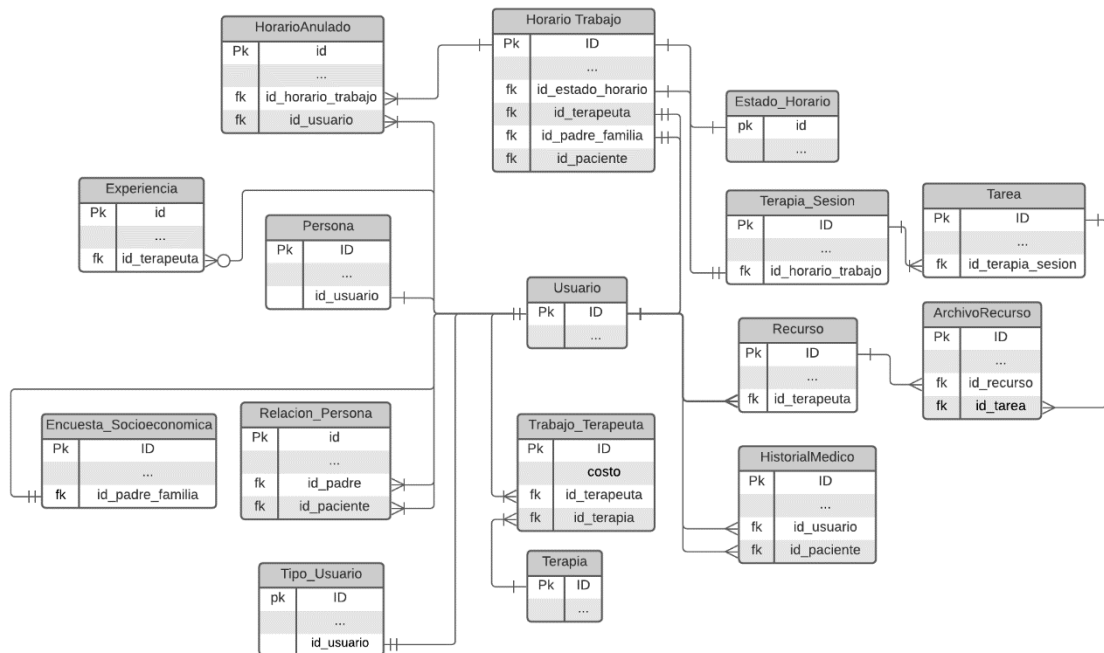 HorarioAnulado
Pk id
...
fk id_horario_trabajo
fk id_usuario
Horario Trabajo
Pk ID
...
fk id_estado_horario
fk id_terapeuta
fk id_padre_familia
fk id_paciente
Estado_Horario
pk id
...
Experiencia
Pk id
...
fk id_terapeuta
Persona
Pk ID
...
id_usuario
Terapia_Sesion
Pk ID
...
fk id_horario_trabajo
Tarea
Pk ID
...
fk id_terapia_sesion
Usuario
Pk ID
...
Recurso
Pk ID
...
fk id_terapeuta
ArchivoRecurso
Pk ID
...
fk id_recurso
fk id_tarea
Encuesta_Socioeconomica
Pk ID
...
fk id_padre_familia
Relacion_Persona
Pk id
...
fk id_padre
fk id_paciente
Trabajo_Terapeuta
Pk ID
costo
fk id_terapeuta
fk id_terapia
HistorialMedico
Pk ID
...
fk id_usuario
fk id_paciente
Tipo_Usuario
pk ID
...
id_usuario
Terapia
Pk ID
...